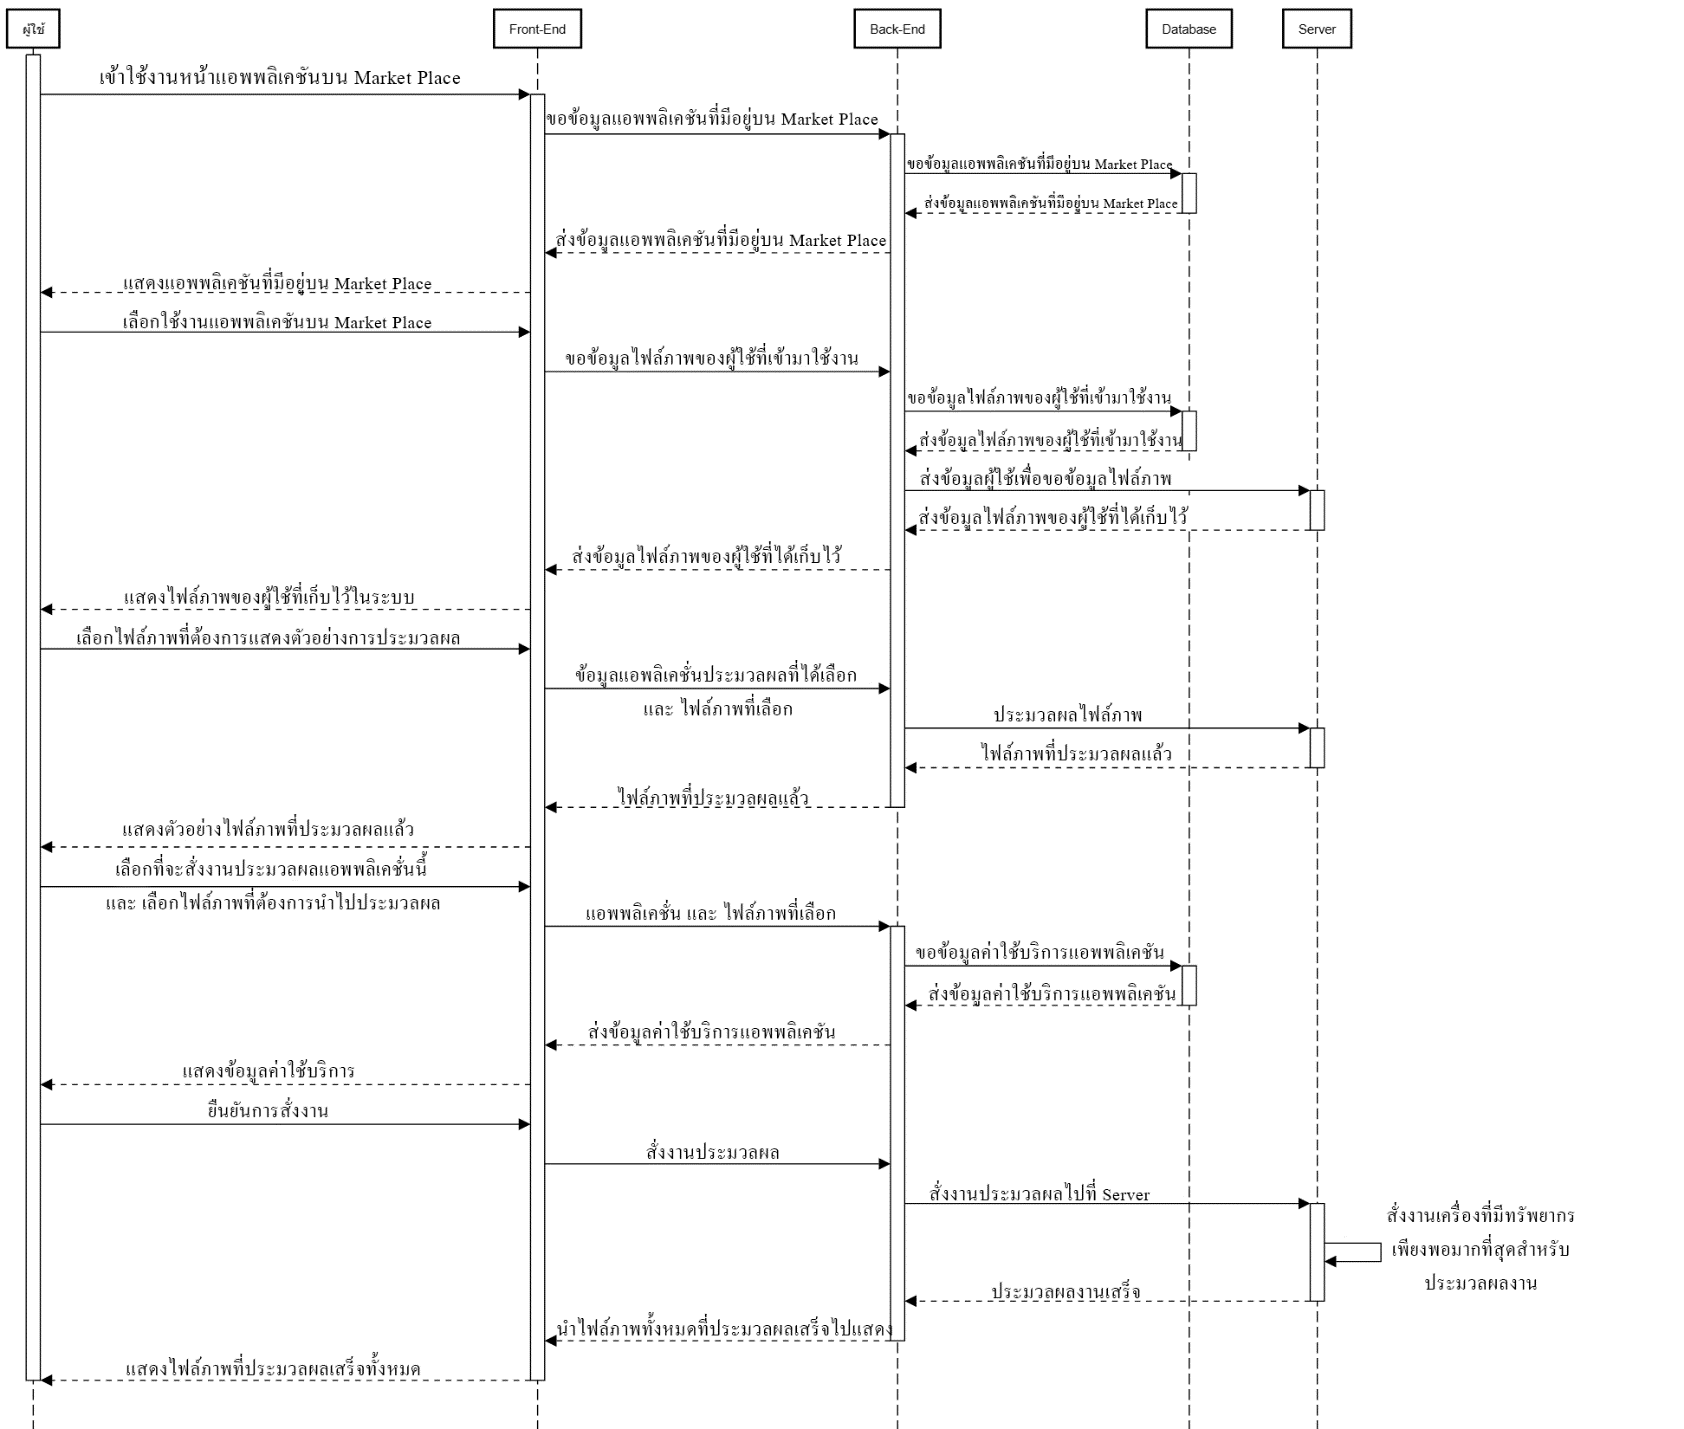 ผู้ใช้
Front-End
Back-End
Database
Server
เข้าใช้งานหน้าแอพพลิเคชันบน Market Place
ขอข้อมูลแอพพลิเคชันที่มีอยู่บน Market Place
ขอข้อมูลแอพพลิเคชันที่มีอยู่บน Market Place
ส่งข้อมูลแอพพลิเคชันที่มีอยู่บน Market Place
ส่งข้อมูลแอพพลิเคชันที่มีอยู่บน Market Place
แสดงแอพพลิเคชันที่มีอยู่บน Market Place
เลือกใช้งานแอพพลิเคชันบน Market Place
ขอข้อมูลไฟล์ภาพของผู้ใช้ที่เข้ามาใช้งาน
ขอข้อมูลไฟล์ภาพของผู้ใช้ที่เข้ามาใช้งาน
ส่งข้อมูลไฟล์ภาพของผู้ใช้ที่เข้ามาใช้งาน
ส่งข้อมูลผู้ใช้เพื่อขอข้อมูลไฟล์ภาพ
ส่งข้อมูลไฟล์ภาพของผู้ใช้ที่ได้เก็บไว้
ส่งข้อมูลไฟล์ภาพของผู้ใช้ที่ได้เก็บไว้
แสดงไฟล์ภาพของผู้ใช้ที่เก็บไว้ในระบบ
เลือกไฟล์ภาพที่ต้องการแสดงตัวอย่างการประมวลผล
ข้อมูลแอพลิเคชั่นประมวลผลที่ได้เลือก
และ ไฟล์ภาพที่เลือก
ประมวลผลไฟล์ภาพ
ไฟล์ภาพที่ประมวลผลแล้ว
ไฟล์ภาพที่ประมวลผลแล้ว
แสดงตัวอย่างไฟล์ภาพที่ประมวลผลแล้ว
เลือกที่จะสั่งงานประมวลผลแอพพลิเคชั่นนี้
และ เลือกไฟล์ภาพที่ต้องการนำไปประมวลผล
แอพพลิเคชั่น และ ไฟล์ภาพที่เลือก
ขอข้อมูลค่าใช้บริการแอพพลิเคชัน
ส่งข้อมูลค่าใช้บริการแอพพลิเคชัน
ส่งข้อมูลค่าใช้บริการแอพพลิเคชัน
แสดงข้อมูลค่าใช้บริการ
ยืนยันการสั่งงาน
สั่งงานประมวลผล
สั่งงานประมวลผลไปที่ Server
สั่งงานเครื่องที่มีทรัพยากร
เพียงพอมากที่สุดสำหรับ
ประมวลผลงาน
ประมวลผลงานเสร็จ
นำไฟล์ภาพทั้งหมดที่ประมวลผลเสร็จไปแสดง
แสดงไฟล์ภาพที่ประมวลผลเสร็จทั้งหมด